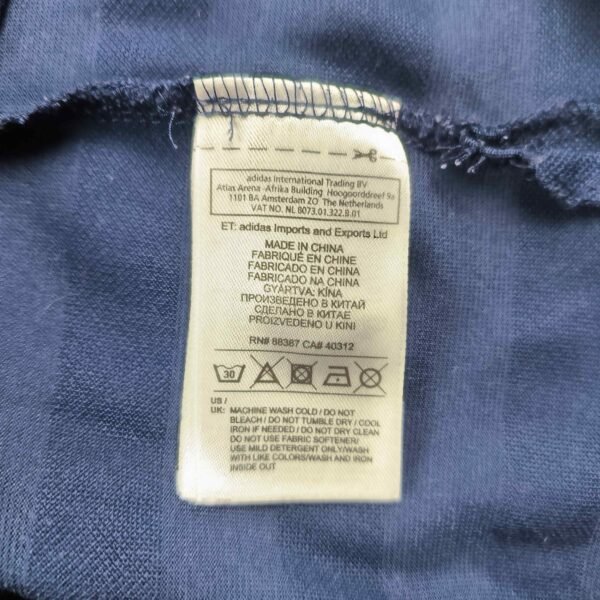 adidas International Trading BV
Atlas Arena -Afrika Building Hoogoorddreef 9a
1101 BA Amsterdam ZO The Netherlands
VAT NO. NL 8073.01.322.B.01
ET: adidas Imports and Exports Ltd
MADE IN CHINA
FABRIQUÉ EN CHINE
FABRICADO EN CHINA
FABRICADO NA CHINA
GYÁRTVA: KÍNA
ПРОИЗВЕДЕНО В КИТАЙ
СДЕЛАНО В КИТАЕ
PROIZVEDENO U KINI
RN# 88387 CA# 40312
30
US /
UK: MACHINE WASH COLD / DO NOT
BLEACH / DO NOT TUMBLE DRY / COOL
IRON IF NEEDED / DO NOT DRY CLEAN
DO NOT USE FABRIC SOFTENER/
USE MILD DETERGENT ONLY/WASH
WITH LIKE COLORS/WASH AND IRON
INSIDE OUT